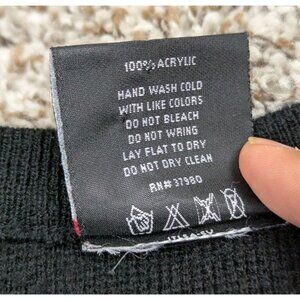 100% ACRYLIC
HAND WASH COLD
WITH LIKE COLORS
DO NOT BLEACH
DO NOT WRING
LAY FLAT TO DRY
DO NOT DRY CLEAN
RN#37980